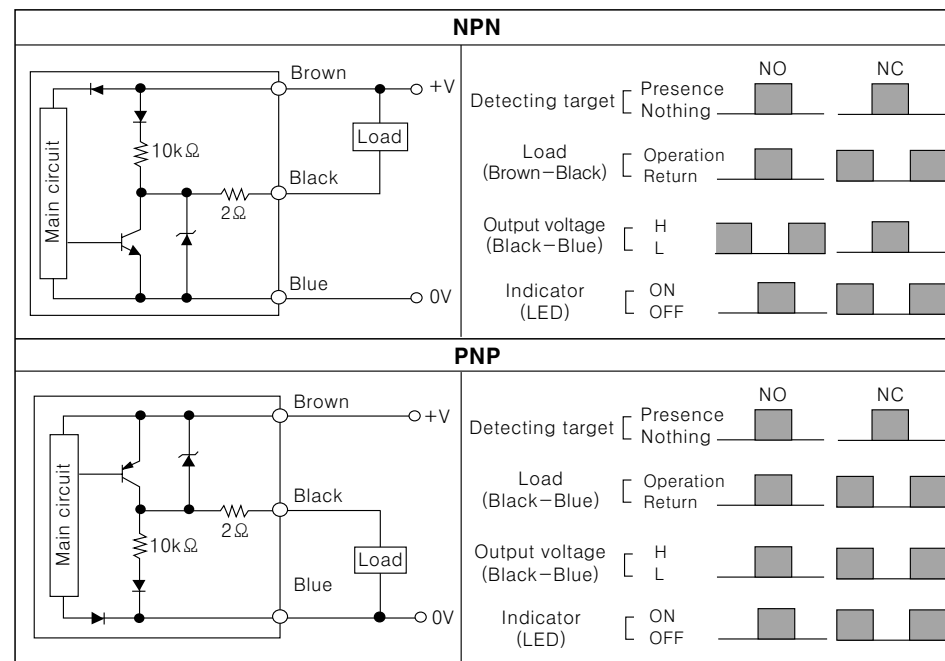 NPN
Brown
+V
Main circuit
10kΩ
Load
Black
2Ω
Blue
0V
NO NC
Detecting target Presence
Nothing
Load
(Brown−Black)
Operation
Return
Output voltage
(Black−Blue)
H
L
Indicator
(LED)
ON
OFF
PNP
Brown
+V
Main circuit
Black
2Ω
10kΩ
Load
Blue
0V
NO NC
Detecting target Presence
Nothing
Load
(Black−Blue)
Operation
Return
Output voltage
(Black−Blue)
H
L
Indicator
(LED)
ON
OFF